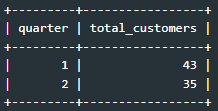 +---------+-----------------+
| quarter | total_customers |
+---------+-----------------+
|       1 |              43 |
|       2 |              35 |
+---------+-----------------+